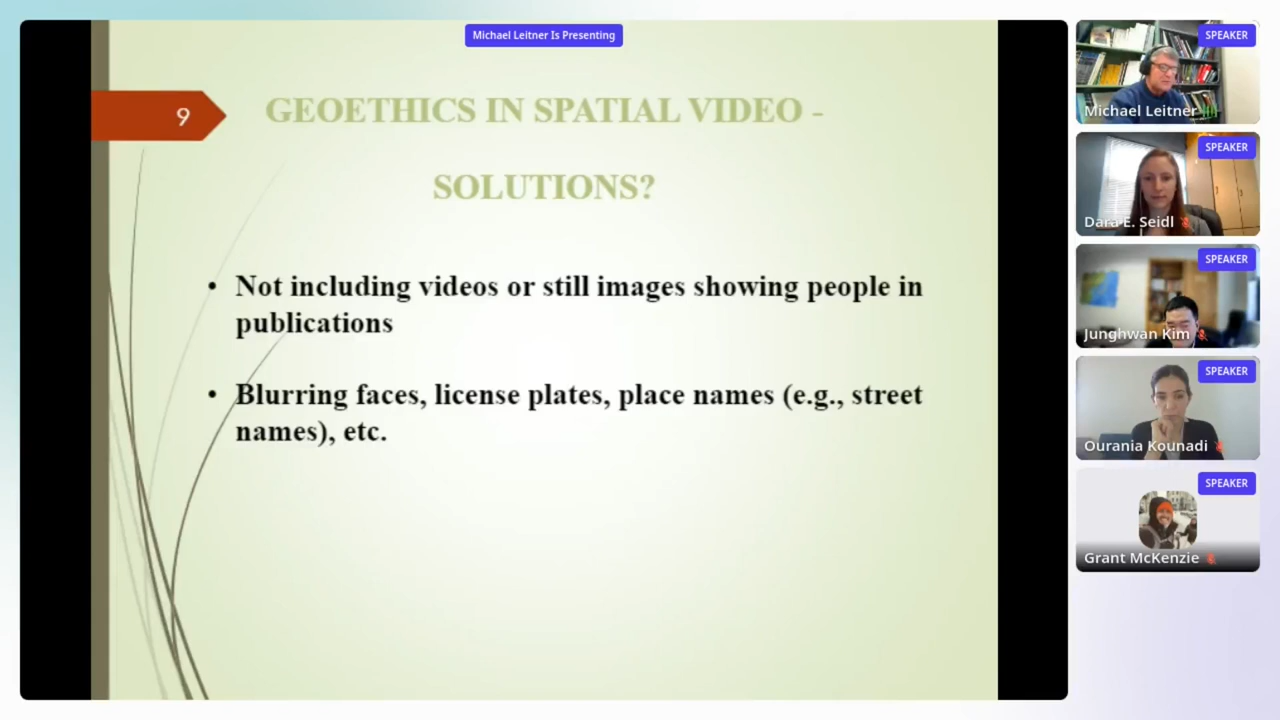 Michael Leitner Is Presenting
9
GEOETHICS IN SPATIAL VIDEO -
SOLUTIONS?
• Not including videos or still images showing people in
publications
• Blurring faces, license plates, place names (e.g., street
names), etc.
SPEAKER
Michael Leitner
SPEAKER
Dara E. Seidl
SPEAKER
Junghwan Kim
SPEAKER
Ourania Kounadi
SPEAKER
Grant McKenzie